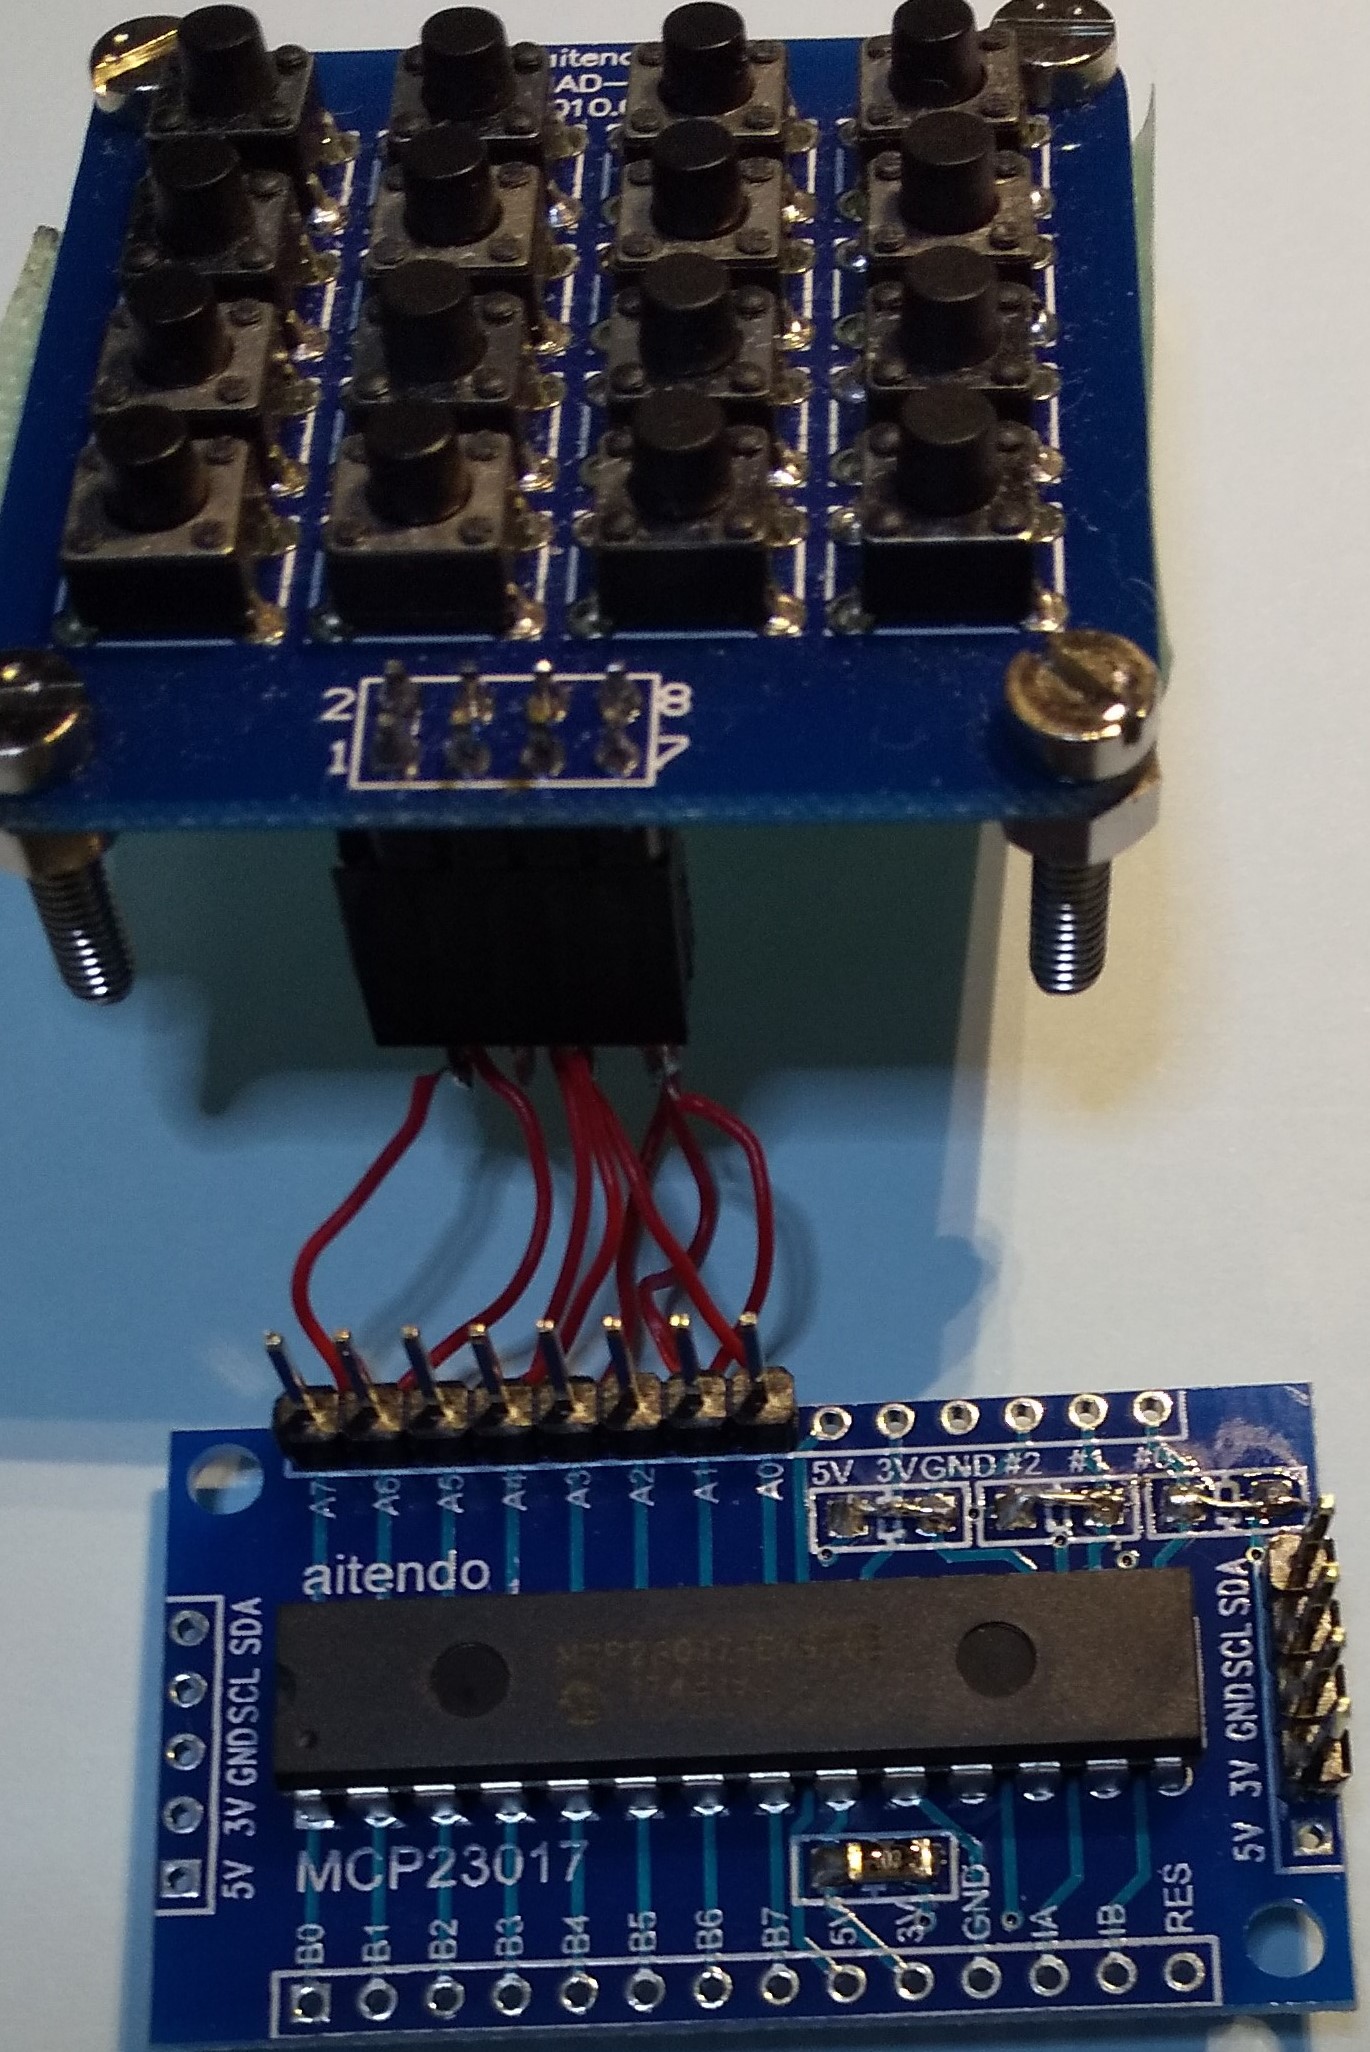 aitendo
AD-
2 8
1 7
A7 A6 A5 A4 A3 A2 A1 A0 5V 3V GND #2 #1 #0
aitendo
5V 3V GND SCL SDA
5V 3V GND SCL SDA
MCP23017
B0 B1 B2 B3 B4 B5 B6 B7 5V 3V GND IA IB RES